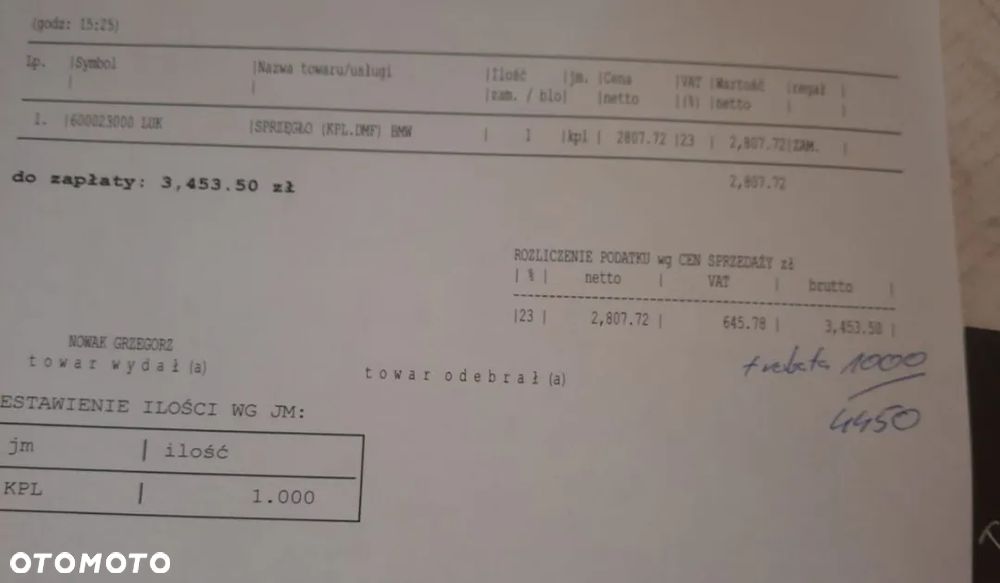 (godz: 15:25)
Lp. |Symbol |Nazwa towaru/usługi |Ilość |jm. |Cena |VAT |Wartość |regał |
| | |zam. / blo| |netto |(%) |netto | |
1. |600023000 LUK |SPRZĘGŁO (KPL.DMF) BMW | 1 |kpl | 2807.72 |23 | 2,807.72|ZAM. |
do zapłaty: 3,453.50 zł 2,807.72
ROZLICZENIE PODATKU wg CEN SPRZEDAŻY zł
| % | netto | VAT | brutto |
|23 | 2,807.72 | 645.78 | 3,453.50 |
+ robota 1000
4450
NOWAK GRZEGORZ
towar wydał(a)
towar odebrał(a)
ESTAWIENIE ILOŚCI WG JM:
jm | ilość
KPL | 1.000
OTOMOTO